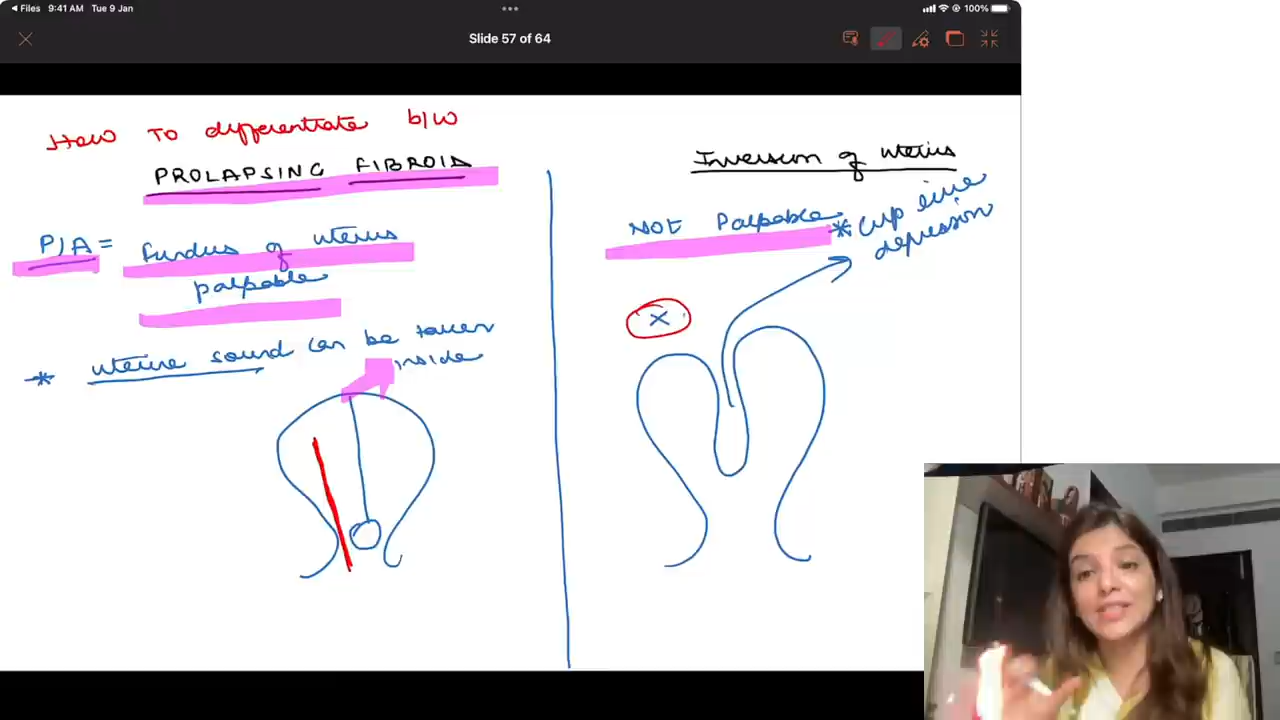 Files 9:41 AM Tue 9 Jan
100%
Slide 57 of 64
How To differentiate b/w
PROLAPSING FIBROID
P/A = fundus of uterus
palpable
* uterine sound can be taken
inside
Inversion of uterus
NOT Palpable
* Cup like
depression
X